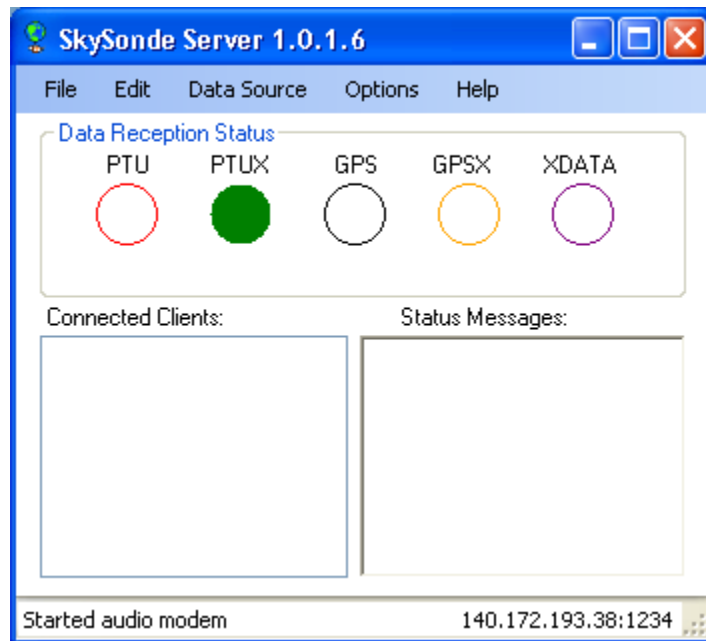 SkySonde Server 1.0.1.6
File Edit Data Source Options Help
Data Reception Status
PTU PTUX GPS GPSX XDATA
Connected Clients: Status Messages:
Started audio modem 140.172.193.38:1234